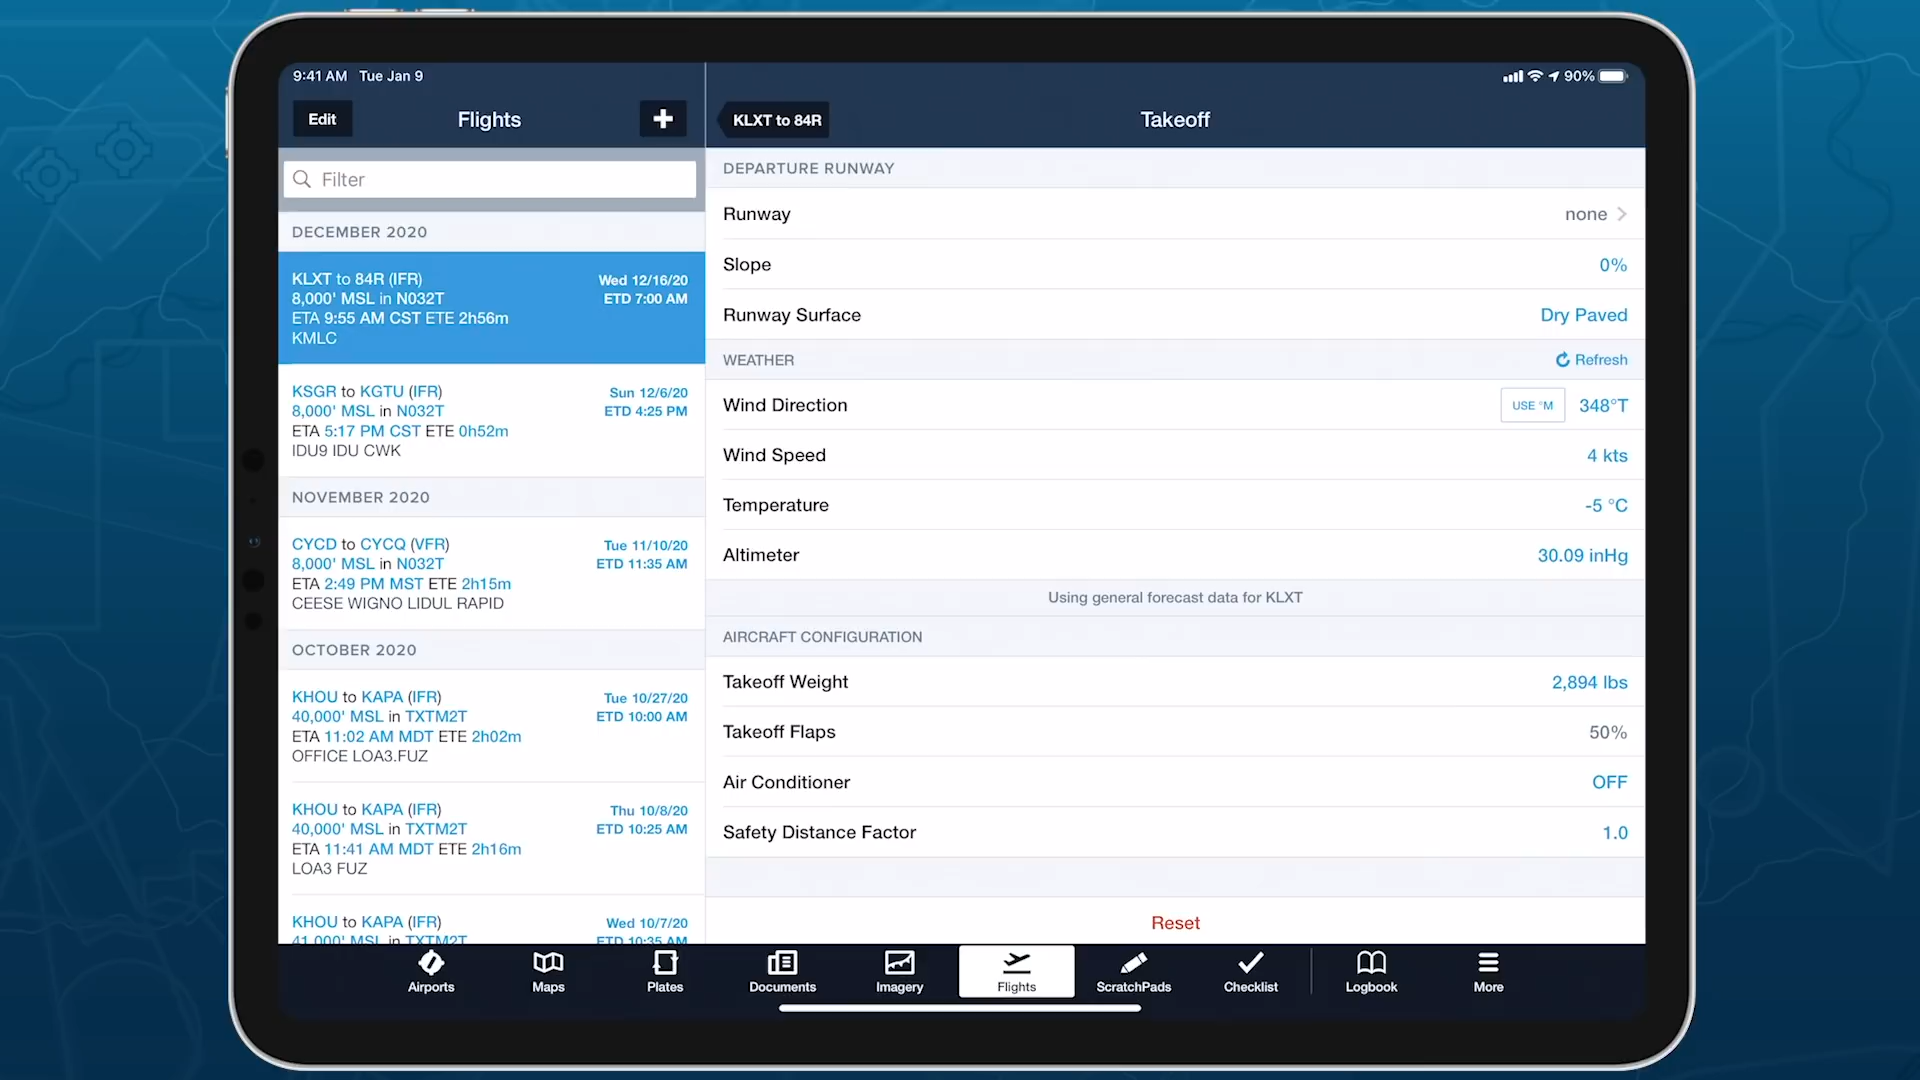 9:41 AM Tue Jan 9
90%
Edit
Flights
KLXT to 84R
Takeoff
Filter
DECEMBER 2020
KLXT to 84R (IFR)
Wed 12/16/20
8,000' MSL in N032T
ETD 7:00 AM
ETA 9:55 AM CST ETE 2h56m
KMLC
KSGR to KGTU (IFR)
Sun 12/6/20
8,000' MSL in N032T
ETD 4:25 PM
ETA 5:17 PM CST ETE 0h52m
IDU9 IDU CWK
NOVEMBER 2020
CYCD to CYCQ (VFR)
Tue 11/10/20
8,000' MSL in N032T
ETD 11:35 AM
ETA 2:49 PM MST ETE 2h15m
CEESE WIGNO LIDUL RAPID
OCTOBER 2020
KHOU to KAPA (IFR)
Tue 10/27/20
40,000' MSL in TXTM2T
ETD 10:00 AM
ETA 11:02 AM MDT ETE 2h02m
OFFICE LOA3.FUZ
KHOU to KAPA (IFR)
Thu 10/8/20
40,000' MSL in TXTM2T
ETD 10:25 AM
ETA 11:41 AM MDT ETE 2h16m
LOA3 FUZ
KHOU to KAPA (IFR)
Wed 10/7/20
41,000' MSL in TXTM2T
ETD 10:35 AM
DEPARTURE RUNWAY
Runway none
Slope 0%
Runway Surface Dry Paved
WEATHER Refresh
Wind Direction USE °M 348°T
Wind Speed 4 kts
Temperature -5 °C
Altimeter 30.09 inHg
Using general forecast data for KLXT
AIRCRAFT CONFIGURATION
Takeoff Weight 2,894 lbs
Takeoff Flaps 50%
Air Conditioner OFF
Safety Distance Factor 1.0
Reset
Airports Maps Plates Documents Imagery Flights ScratchPads Checklist Logbook More